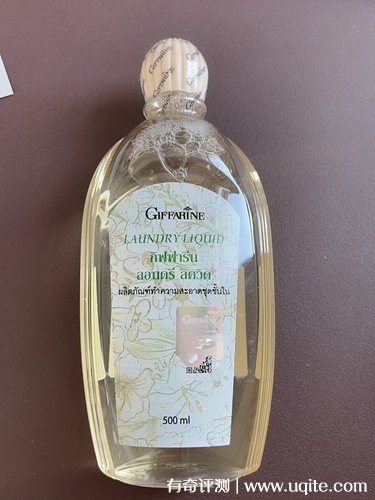 GIFFARINE
LAUNDRY LIQUID
กิฟฟารีน
ลอนดรี ลิควิด
ผลิตภัณฑ์ทำความสะอาดชุดชั้นใน
GIFFARINE
500 ml
有奇评测 | www.uqite.com